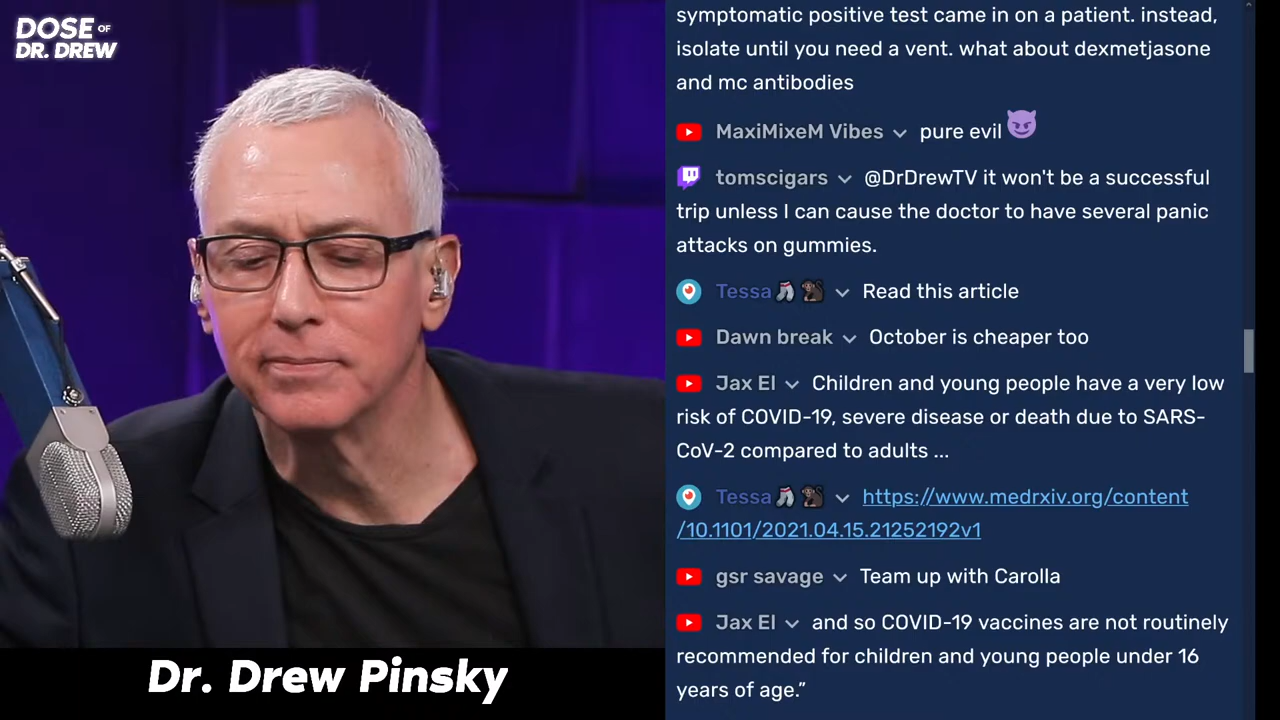 DOSE OF
DR. DREW
symptomatic positive test came in on a patient. instead,
isolate until you need a vent. what about dexmetjasone
and mc antibodies
MaxiMixeM Vibes pure evil
tomscigars @DrDrewTV it won't be a successful
trip unless I can cause the doctor to have several panic
attacks on gummies.
Tessa Read this article
Dawn break October is cheaper too
Jax El Children and young people have a very low
risk of COVID-19, severe disease or death due to SARS-
CoV-2 compared to adults ...
Tessa https://www.medrxiv.org/content
/10.1101/2021.04.15.21252192v1
gsr savage Team up with Carolla
Jax El and so COVID-19 vaccines are not routinely
recommended for children and young people under 16
years of age.”
Dr. Drew Pinsky